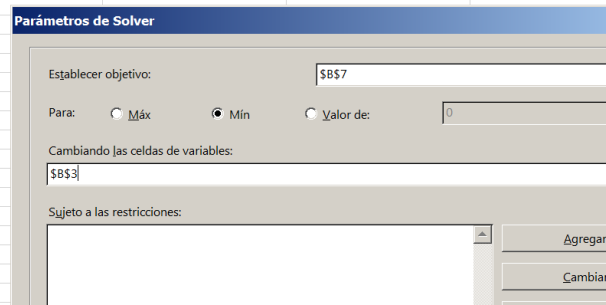 Parámetros de Solver
Establecer objetivo: $B$7
Para: Máx Mín Valor de: 0
Cambiando las celdas de variables:
$B$3
Sujeto a las restricciones:
Agregar
Cambiar